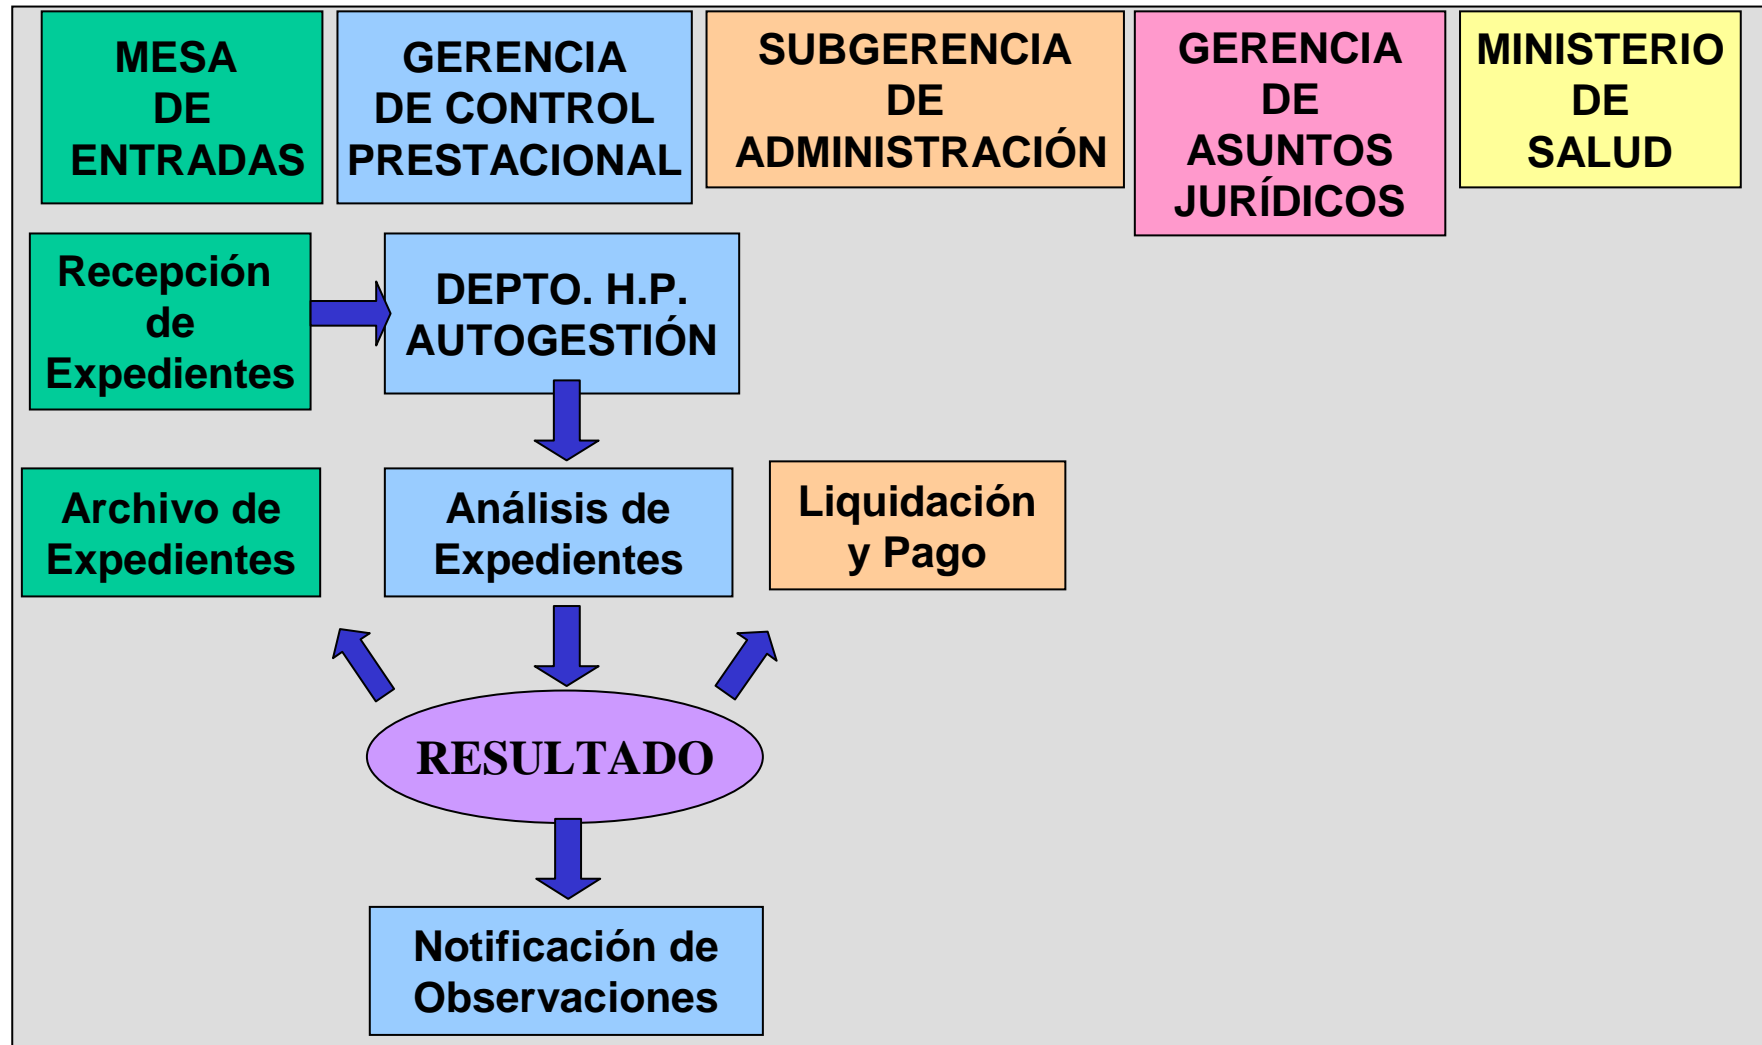 MESA
DE
ENTRADAS
GERENCIA
DE CONTROL
PRESTACIONAL
SUBGERENCIA
DE
ADMINISTRACIÓN
GERENCIA
DE
ASUNTOS
JURÍDICOS
MINISTERIO
DE
SALUD
Recepción
de
Expedientes
DEPTO. H.P.
AUTOGESTIÓN
Archivo de
Expedientes
Análisis de
Expedientes
Liquidación
y Pago
RESULTADO
Notificación de
Observaciones